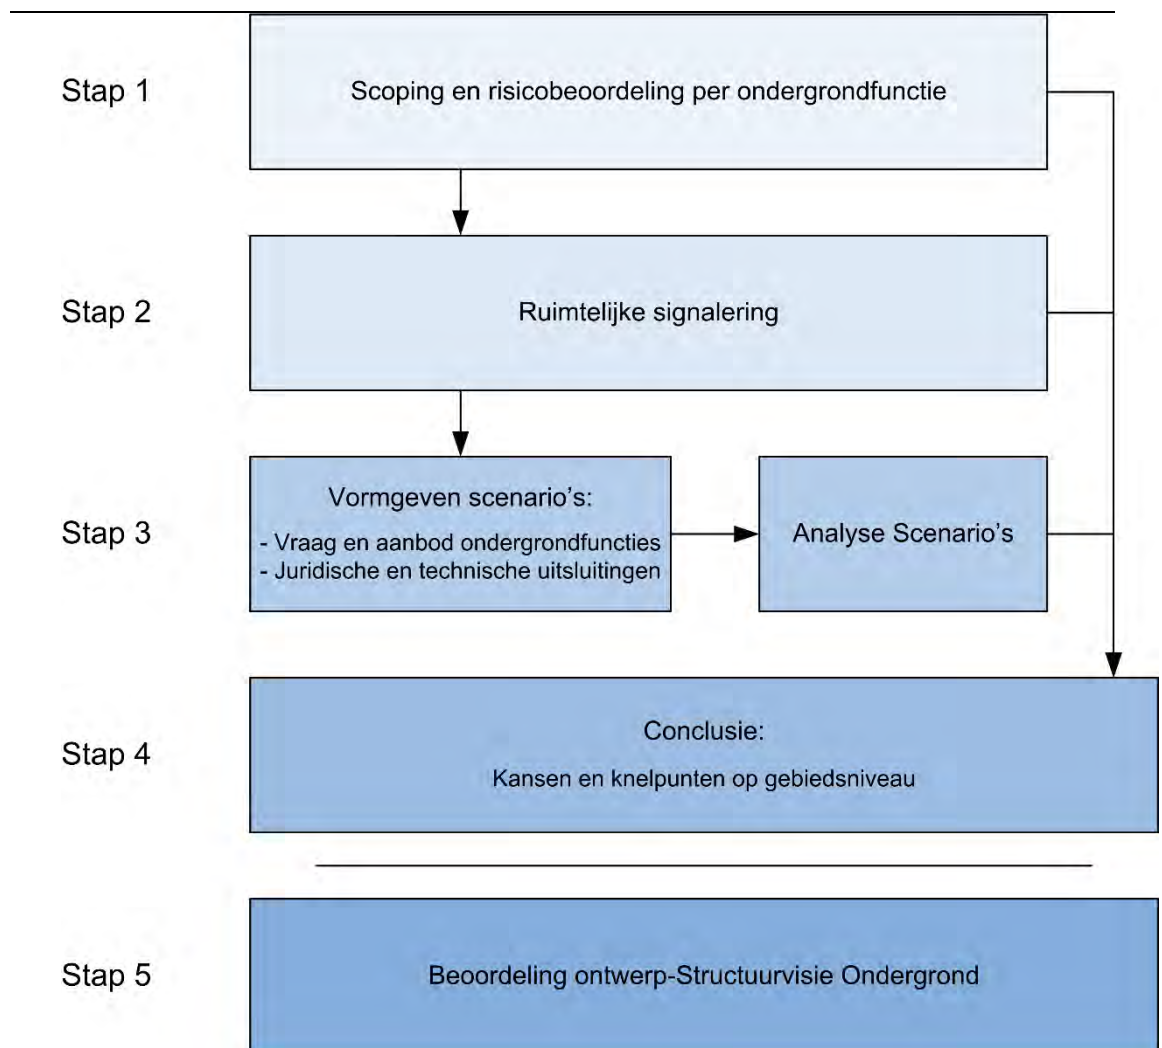 Stap 1
Scoping en risicobeoordeling per ondergrondfunctie
Stap 2
Ruimtelijke signalering
Stap 3
Vormgeven scenario's:
- Vraag en aanbod ondergrondfuncties
- Juridische en technische uitsluitingen
Analyse Scenario's
Stap 4
Conclusie:
Kansen en knelpunten op gebiedsniveau
Stap 5
Beoordeling ontwerp-Structuurvisie Ondergrond